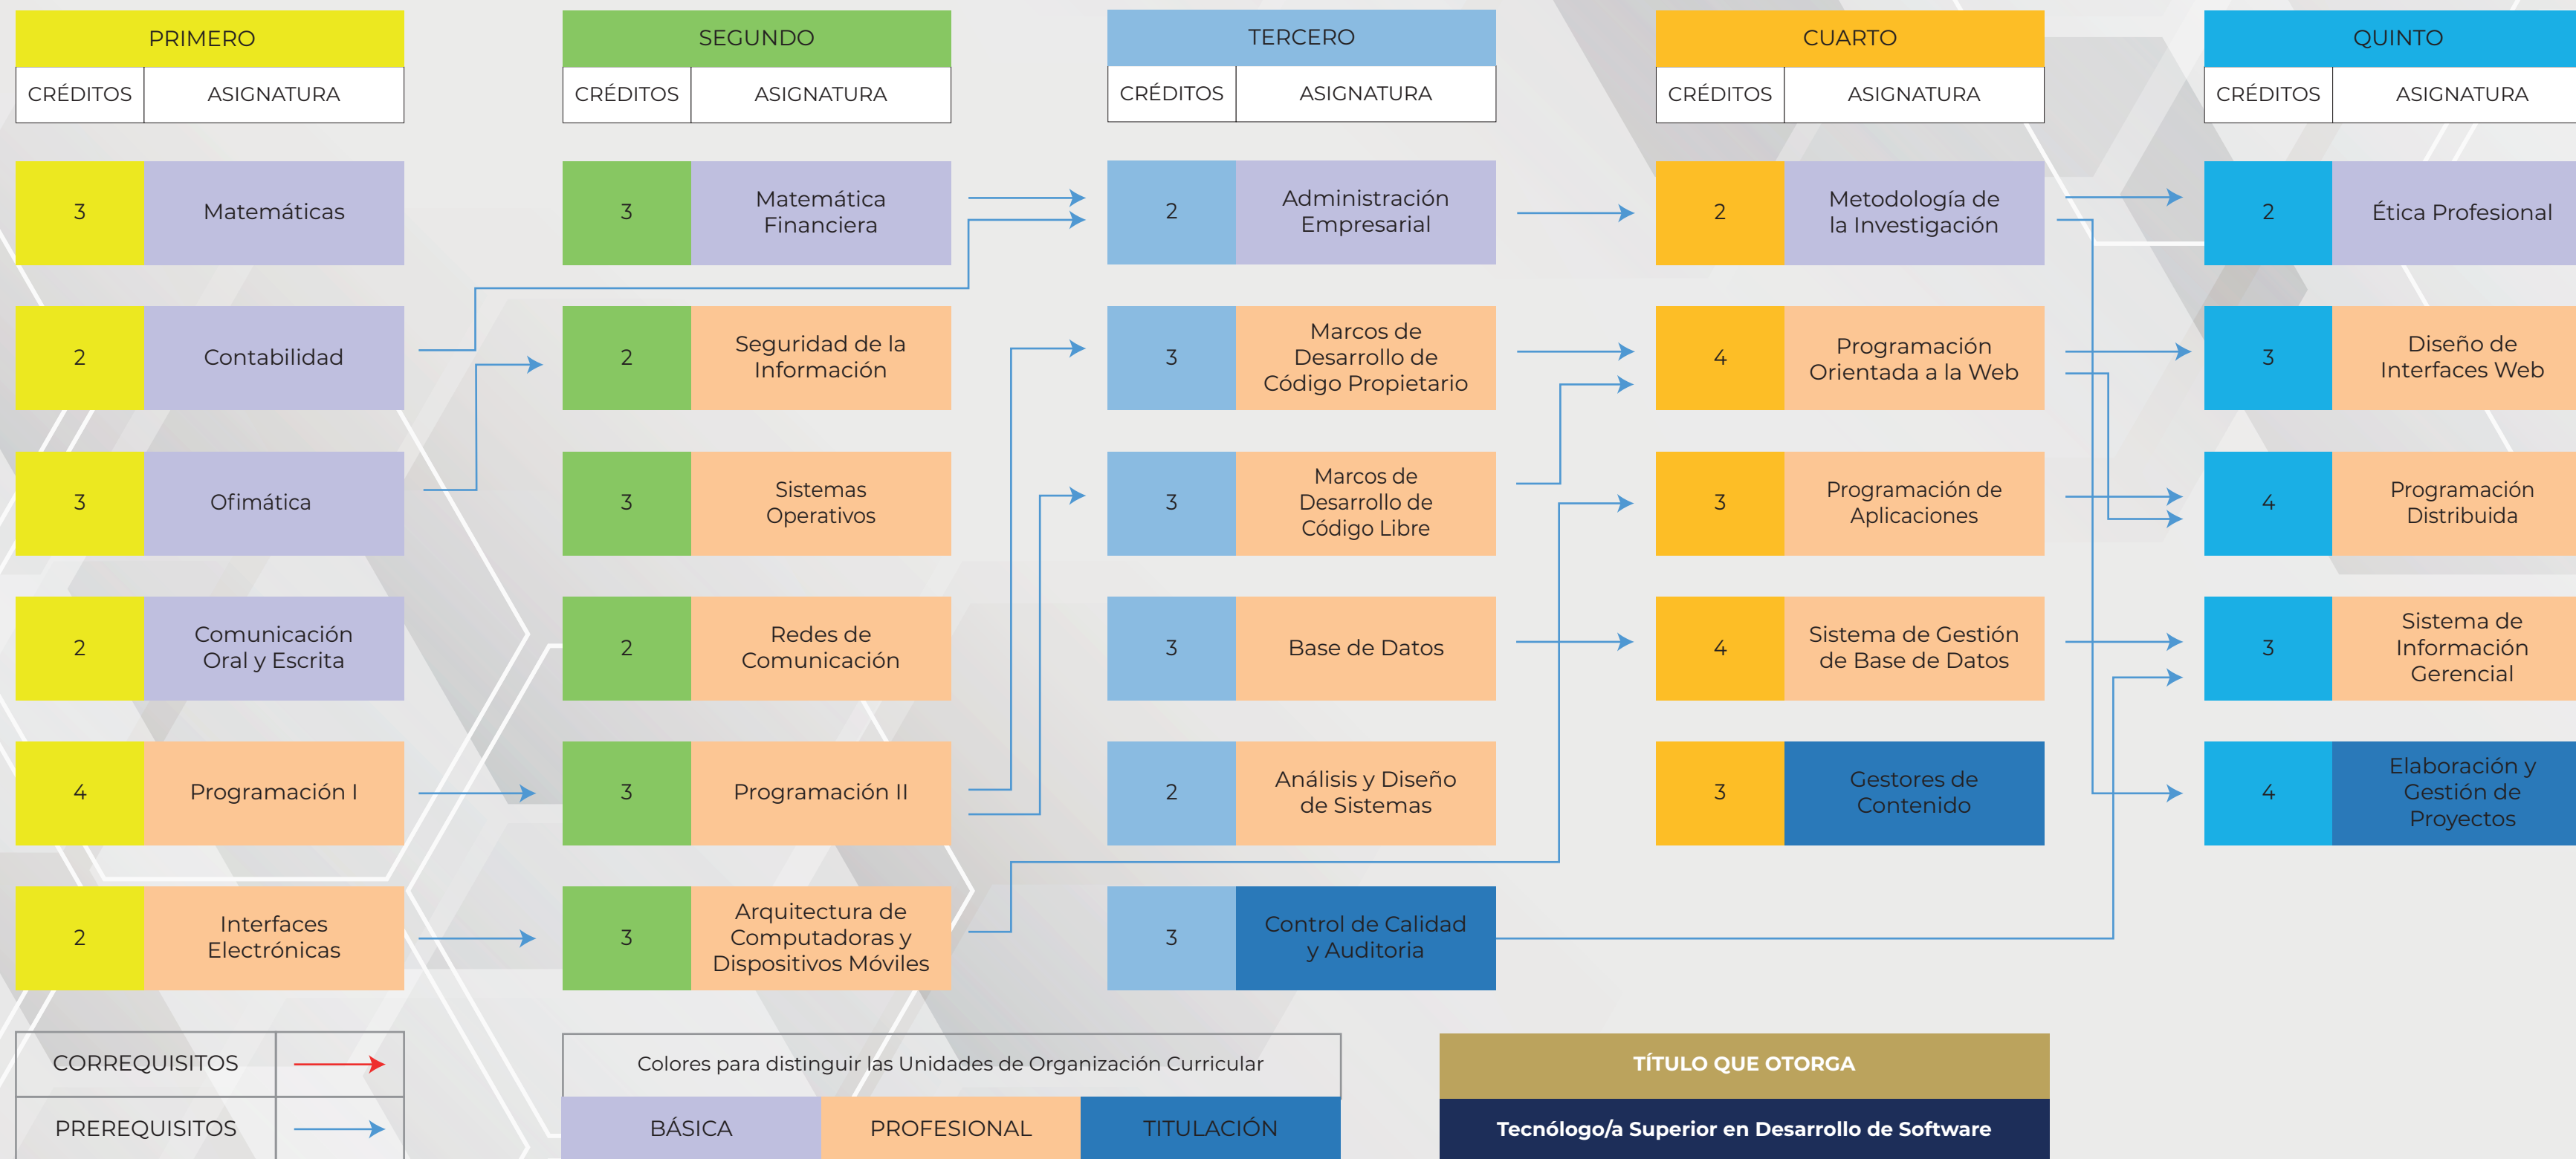 PRIMERO
CRÉDITOS ASIGNATURA
3 Matemáticas
2 Contabilidad
3 Ofimática
2 Comunicación
Oral y Escrita
4 Programación I
2 Interfaces
Electrónicas
SEGUNDO
CRÉDITOS ASIGNATURA
3 Matemática
Financiera
2 Seguridad de la
Información
3 Sistemas
Operativos
2 Redes de
Comunicación
3 Programación II
3 Arquitectura de
Computadoras y
Dispositivos Móviles
TERCERO
CRÉDITOS ASIGNATURA
2 Administración
Empresarial
3 Marcos de
Desarrollo de
Código Propietario
3 Marcos de
Desarrollo de
Código Libre
3 Base de Datos
2 Análisis y Diseño
de Sistemas
3 Control de Calidad
y Auditoria
CUARTO
CRÉDITOS ASIGNATURA
2 Metodología de
la Investigación
4 Programación
Orientada a la Web
3 Programación de
Aplicaciones
4 Sistema de Gestión
de Base de Datos
3 Gestores de
Contenido
QUINTO
CRÉDITOS ASIGNATURA
2 Ética Profesional
3 Diseño de
Interfaces Web
4 Programación
Distribuida
3 Sistema de
Información
Gerencial
4 Elaboración y
Gestión de
Proyectos
CORREQUISITOS
PREREQUISITOS
Colores para distinguir las Unidades de Organización Curricular
BÁSICA PROFESIONAL TITULACIÓN
TÍTULO QUE OTORGA
Tecnólogo/a Superior en Desarrollo de Software